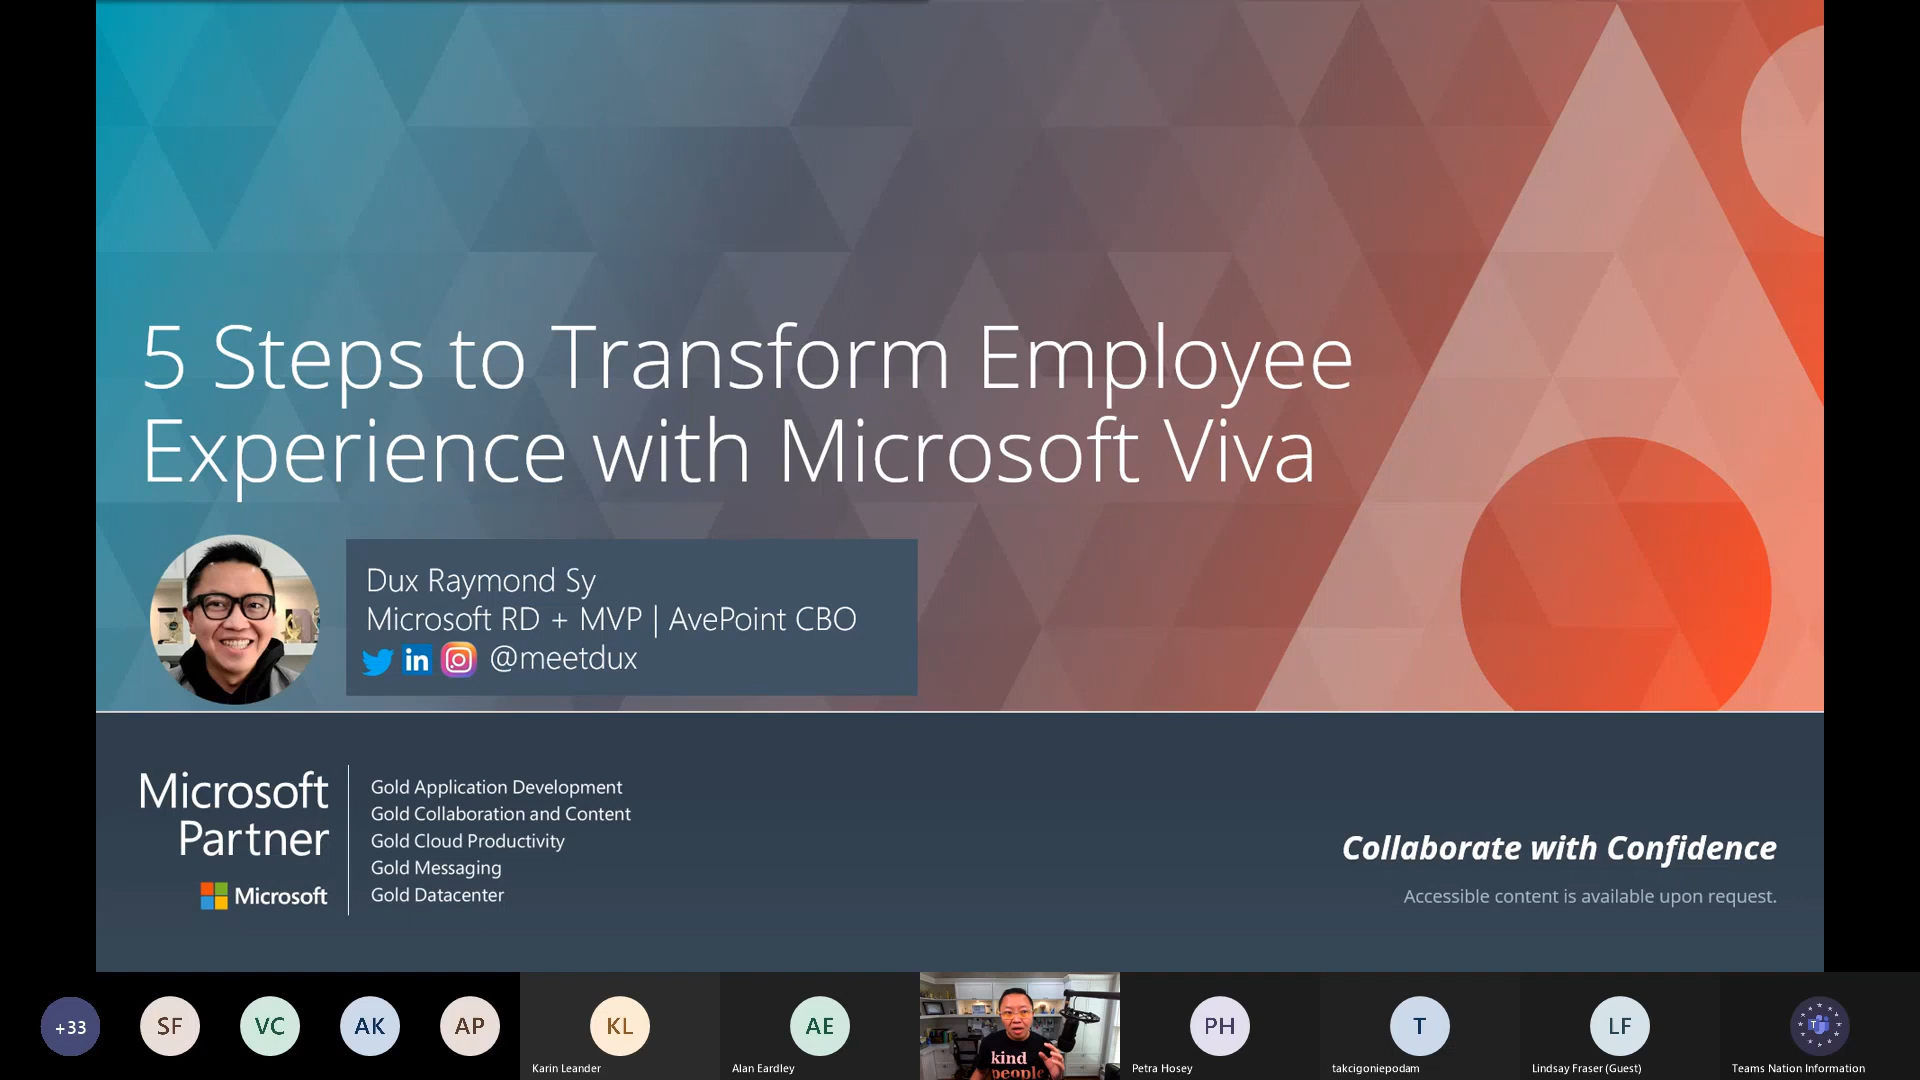 5 Steps to Transform Employee
Experience with Microsoft Viva
Dux Raymond Sy
Microsoft RD + MVP | AvePoint CBO
in @meetdux
Microsoft
Partner
Microsoft
Gold Application Development
Gold Collaboration and Content
Gold Cloud Productivity
Gold Messaging
Gold Datacenter
Collaborate with Confidence
Accessible content is available upon request.
+33
SF
VC
AK
AP
KL
Karin Leander
AE
Alan Eardley
kind
people
PH
Petra Hosey
T
takcigoniepodam
LF
Lindsay Fraser (Guest)
T
Teams Nation Information